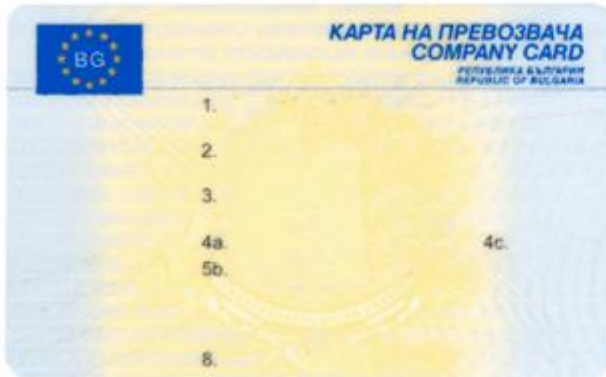 BG
КАРТА НА ПРЕВОЗВАЧА
COMPANY CARD
РЕПУБЛИКА БЪЛГАРИЯ
REPUBLIC OF BULGARIA
1.
2.
3.
4a. 4c.
5b.
8.